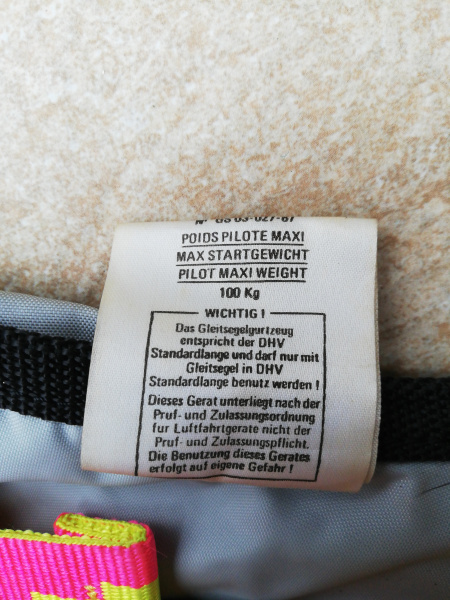 POIDS PILOTE MAXI
MAX STARTGEWICHT
PILOT MAXI WEIGHT
100 Kg
WICHTIG !
Das Gleitsegelgurtzeug
entspricht der DHV
Standardlange und darf nur mit
Gleitsegel in DHV
Standardlange benutz werden !
Dieses Gerat unterliegt nach der
Pruf- und Zulassungsordnung
fur Luftfahrtgerate nicht der
Pruf- und Zulassungspflicht.
Die Benutzung dieses Gerates
erfolgt auf eigene Gefahr !